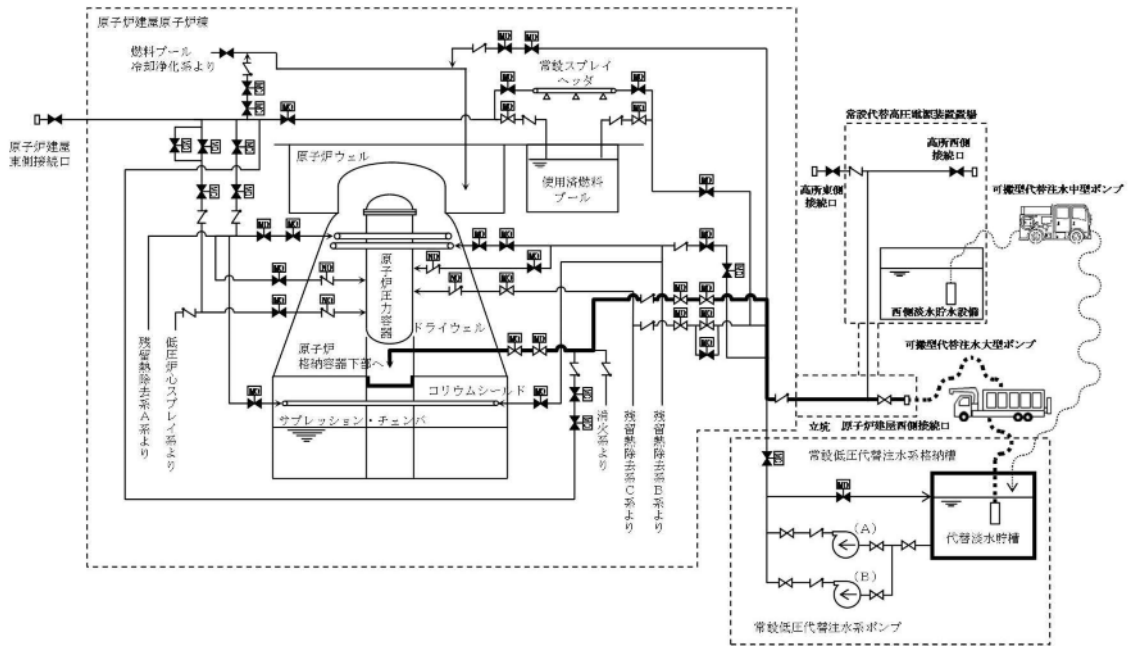 原子炉建屋原子炉棟
燃料プール
冷却浄化系より
常設スプレイ
ヘッダ
原子炉建屋
東側接続口
原子炉ウェル
使用済燃料
プール
常設代替高圧電源装置置場
高所西側
接続口
高所東側
接続口
可搬型代替注水中型ポンプ
西側淡水貯水設備
原子炉圧力容器
ドライウェル
原子炉
格納容器下部へ
コリウムシールド
サプレッション・チェンバ
残留熱除去系A系より
低圧炉心スプレイ系より
消火系より
残留熱除去系C系より
残留熱除去系B系より
可搬型代替注水大型ポンプ
立坑
原子炉建屋西側接続口
常設低圧代替注水系格納槽
(A)
(B)
代替淡水貯槽
常設低圧代替注水系ポンプ